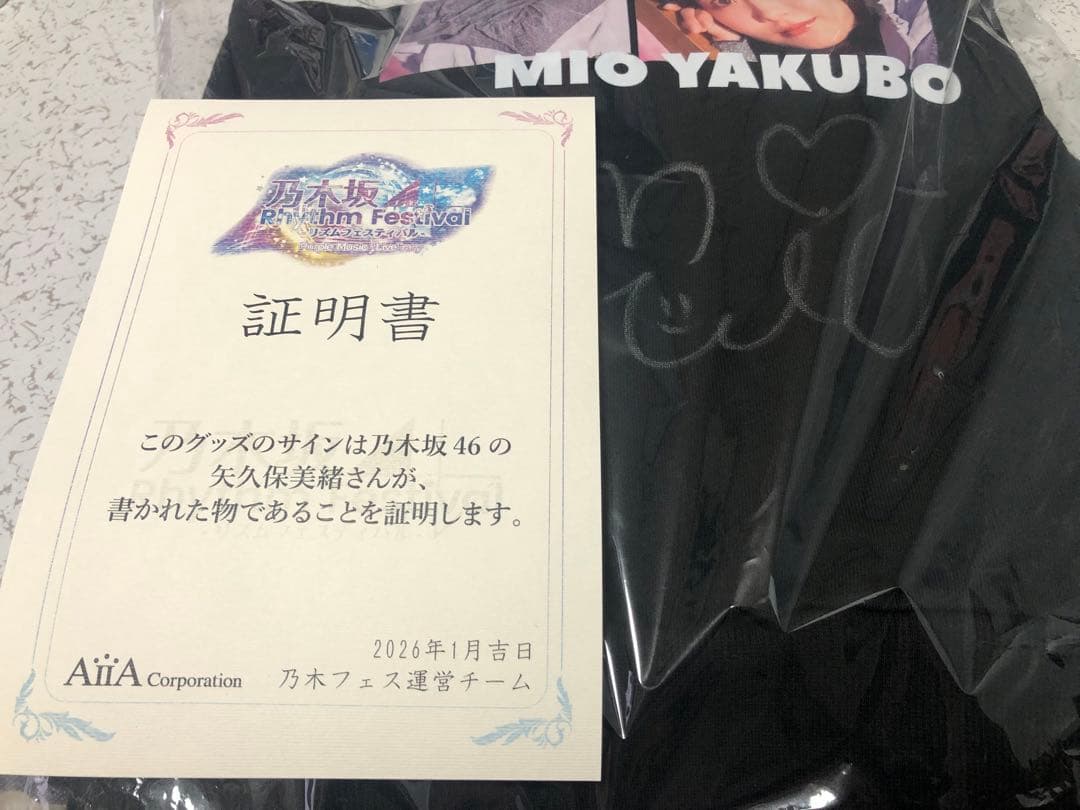 MIO YAKUBO
乃木坂46
Rhythm Festival
-リズムフェスティバル-
証明書
このグッズのサインは乃木坂46の
矢久保美緒さんが、
書かれた物であることを証明します。
2026年1月吉日
AiiA Corporation
乃木フェス運営チーム